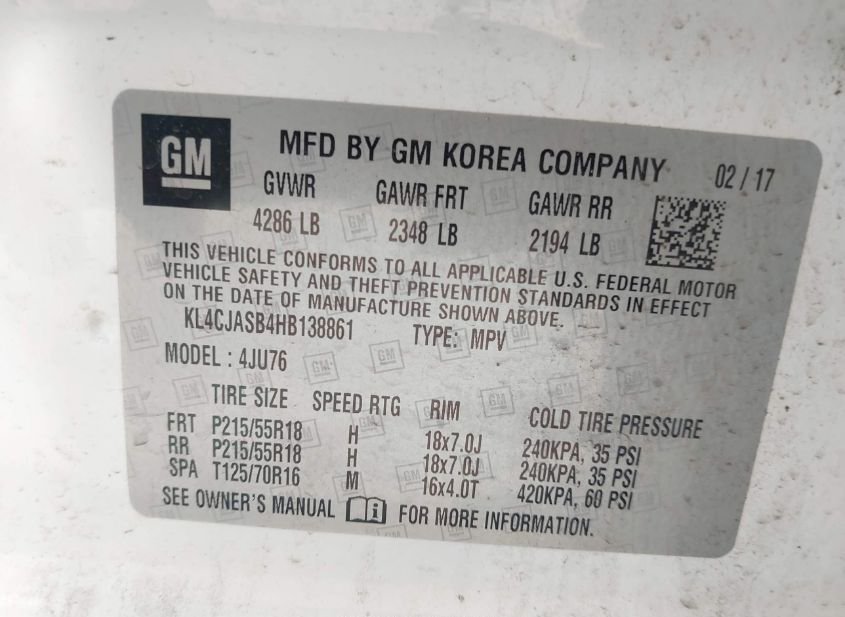 GM
MFD BY GM KOREA COMPANY 02 / 17
GVWR GAWR FRT GAWR RR
4286 LB 2348 LB 2194 LB
THIS VEHICLE CONFORMS TO ALL APPLICABLE U.S. FEDERAL MOTOR
VEHICLE SAFETY AND THEFT PREVENTION STANDARDS IN EFFECT
ON THE DATE OF MANUFACTURE SHOWN ABOVE.
KL4CJASB4HB138861 TYPE: MPV
MODEL : 4JU76
TIRE SIZE SPEED RTG RIM COLD TIRE PRESSURE
FRT P215/55R18 H 18x7.0J 240KPA, 35 PSI
RR P215/55R18 H 18x7.0J 240KPA, 35 PSI
SPA T125/70R16 M 16x4.0T 420KPA, 60 PSI
SEE OWNER'S MANUAL i FOR MORE INFORMATION.